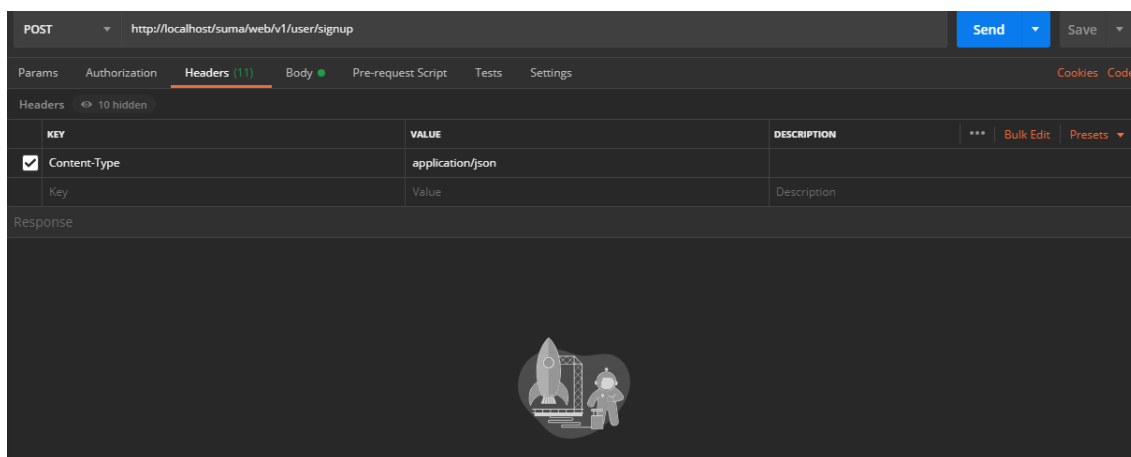 POST http://localhost/suma/web/v1/user/signup Send Save
Params Authorization Headers (11) Body Pre-request Script Tests Settings Cookies Code
Headers 10 hidden
KEY VALUE DESCRIPTION ••• Bulk Edit Presets
Content-Type application/json
Key Value Description
Response